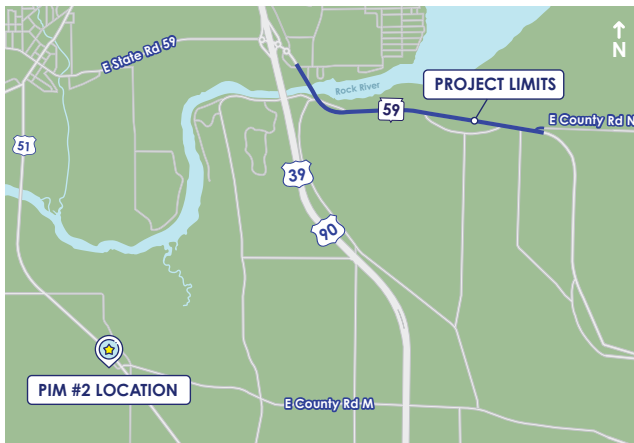 E State Rd 59
N
Rock River
PROJECT LIMITS
59
E County Rd N
51
39
90
PIM #2 LOCATION
E County Rd M